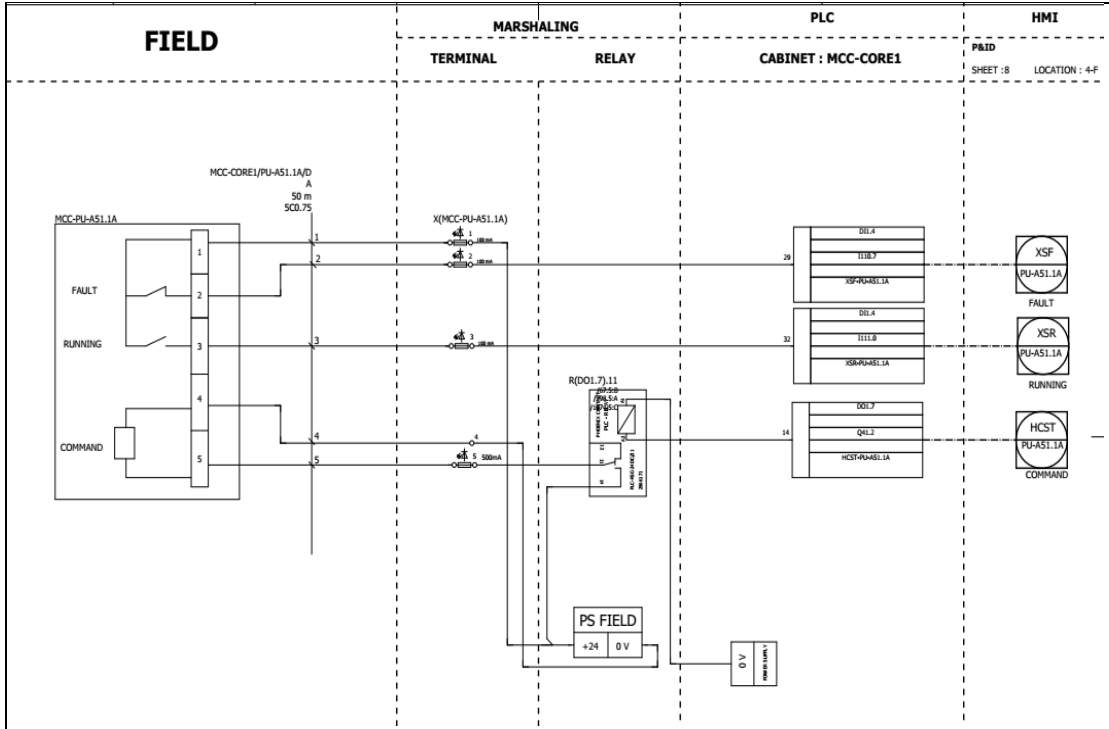 FIELD
MARSHALING
PLC
HMI
TERMINAL
RELAY
CABINET : MCC-CORE1
P&ID
SHEET :8 LOCATION : 4-F
MCC-CORE1/PU-A51.1A/D
A
50 m
5C0.75
MCC-PU-A51.1A
X(MCC-PU-A51.1A)
1
1
1
100 mA
2
2
100 mA
FAULT
2
29
DI1.4
I110.7
XSF-PU-A51.1A
XSF
PU-A51.1A
FAULT
RUNNING
3
3
3
100 mA
32
DI1.4
I111.0
XSR-PU-A51.1A
XSR
PU-A51.1A
RUNNING
R(DO1.7).11
4
4
4
COMMAND
5
5
5
500mA
14
DO1.7
Q41.2
HCST-PU-A51.1A
HCST
PU-A51.1A
COMMAND
PS FIELD
+24
0 V
0 V
POWER SUPPLY